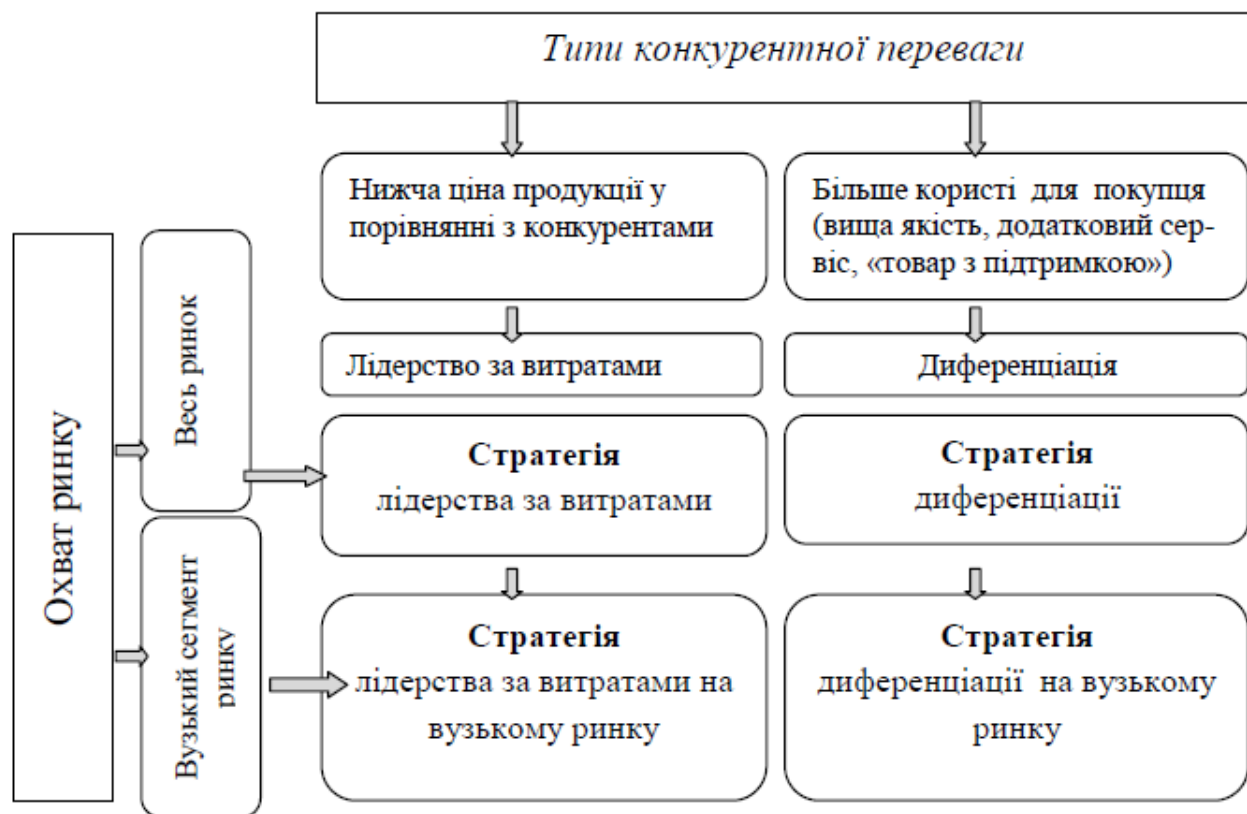 Типи конкурентної переваги
Нижча ціна продукції у
порівнянні з конкурентами
Більше користі для покупця
(вища якість, додатковий сер-
віс, «товар з підтримкою»)
Лідерство за витратами
Диференціація
Охват ринку
Весь ринок
Стратегія
лідерства за витратами
Стратегія
диференціації
Вузький сегмент
ринку
Стратегія
лідерства за витратами на
вузькому ринку
Стратегія
диференціації на вузькому
ринку